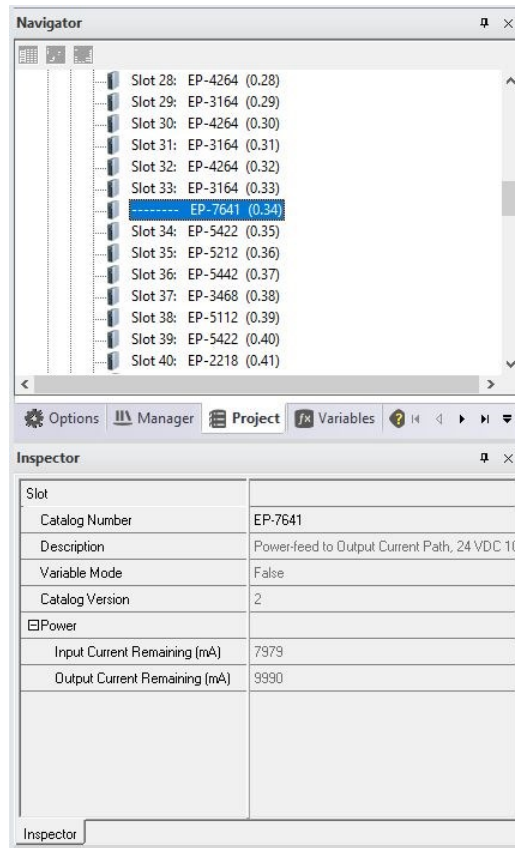 Navigator
Slot 28: EP-4264 (0.28)
Slot 29: EP-3164 (0.29)
Slot 30: EP-4264 (0.30)
Slot 31: EP-3164 (0.31)
Slot 32: EP-4264 (0.32)
Slot 33: EP-3164 (0.33)
-------- EP-7641 (0.34)
Slot 34: EP-5422 (0.35)
Slot 35: EP-5212 (0.36)
Slot 36: EP-5442 (0.37)
Slot 37: EP-3468 (0.38)
Slot 38: EP-5112 (0.39)
Slot 39: EP-5422 (0.40)
Slot 40: EP-2218 (0.41)
Options Manager Project Variables
Inspector
Slot
Catalog Number EP-7641
Description Power-feed to Output Current Path, 24 VDC 10
Variable Mode False
Catalog Version 2
Power
Input Current Remaining (mA) 7979
Output Current Remaining (mA) 9990
Inspector